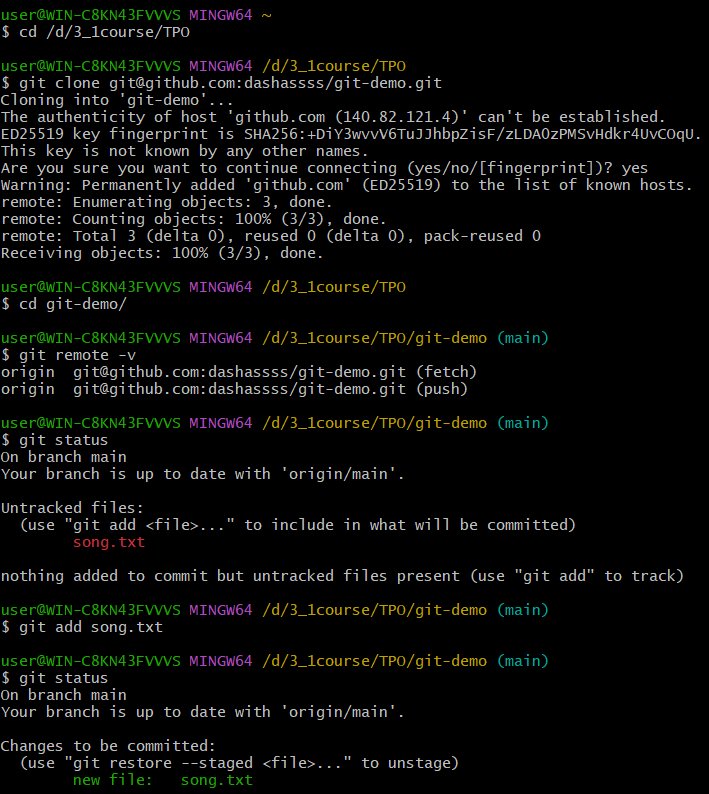 user@WIN-C8KN43FVVVS MINGW64 ~
$ cd /d/3_1course/TPO
user@WIN-C8KN43FVVVS MINGW64 /d/3_1course/TPO
$ git clone git@github.com:dashassss/git-demo.git
Cloning into 'git-demo'...
The authenticity of host 'github.com (140.82.121.4)' can't be established.
ED25519 key fingerprint is SHA256:+DiY3wvvV6TuJJhbpZisF/zLDA0zPMSvHdkr4UvCOqU.
This key is not known by any other names.
Are you sure you want to continue connecting (yes/no/[fingerprint])? yes
Warning: Permanently added 'github.com' (ED25519) to the list of known hosts.
remote: Enumerating objects: 3, done.
remote: Counting objects: 100% (3/3), done.
remote: Total 3 (delta 0), reused 0 (delta 0), pack-reused 0
Receiving objects: 100% (3/3), done.
user@WIN-C8KN43FVVVS MINGW64 /d/3_1course/TPO
$ cd git-demo/
user@WIN-C8KN43FVVVS MINGW64 /d/3_1course/TPO/git-demo (main)
$ git remote -v
origin  git@github.com:dashassss/git-demo.git (fetch)
origin  git@github.com:dashassss/git-demo.git (push)
user@WIN-C8KN43FVVVS MINGW64 /d/3_1course/TPO/git-demo (main)
$ git status
On branch main
Your branch is up to date with 'origin/main'.
Untracked files:
  (use "git add <file>..." to include in what will be committed)
        song.txt
nothing added to commit but untracked files present (use "git add" to track)
user@WIN-C8KN43FVVVS MINGW64 /d/3_1course/TPO/git-demo (main)
$ git add song.txt
user@WIN-C8KN43FVVVS MINGW64 /d/3_1course/TPO/git-demo (main)
$ git status
On branch main
Your branch is up to date with 'origin/main'.
Changes to be committed:
  (use "git restore --staged <file>..." to unstage)
        new file:   song.txt